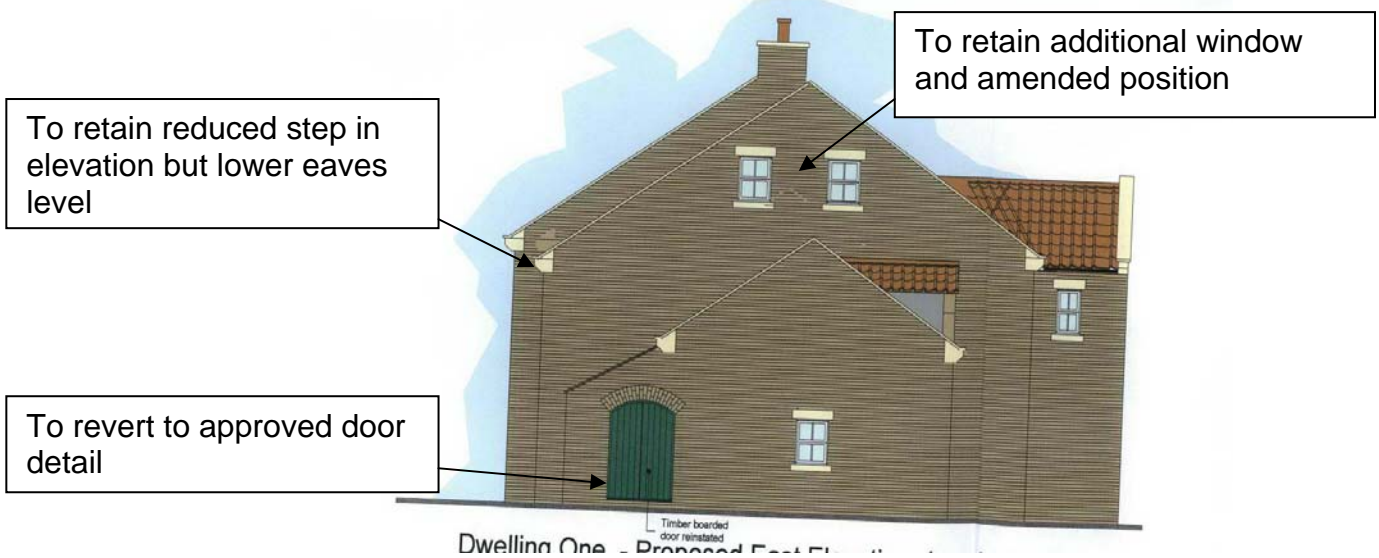 To retain additional window
and amended position
To retain reduced step in
elevation but lower eaves
level
To revert to approved door
detail
Timber boarded
door reinstated
Dwelling One - Proposed East Elevation